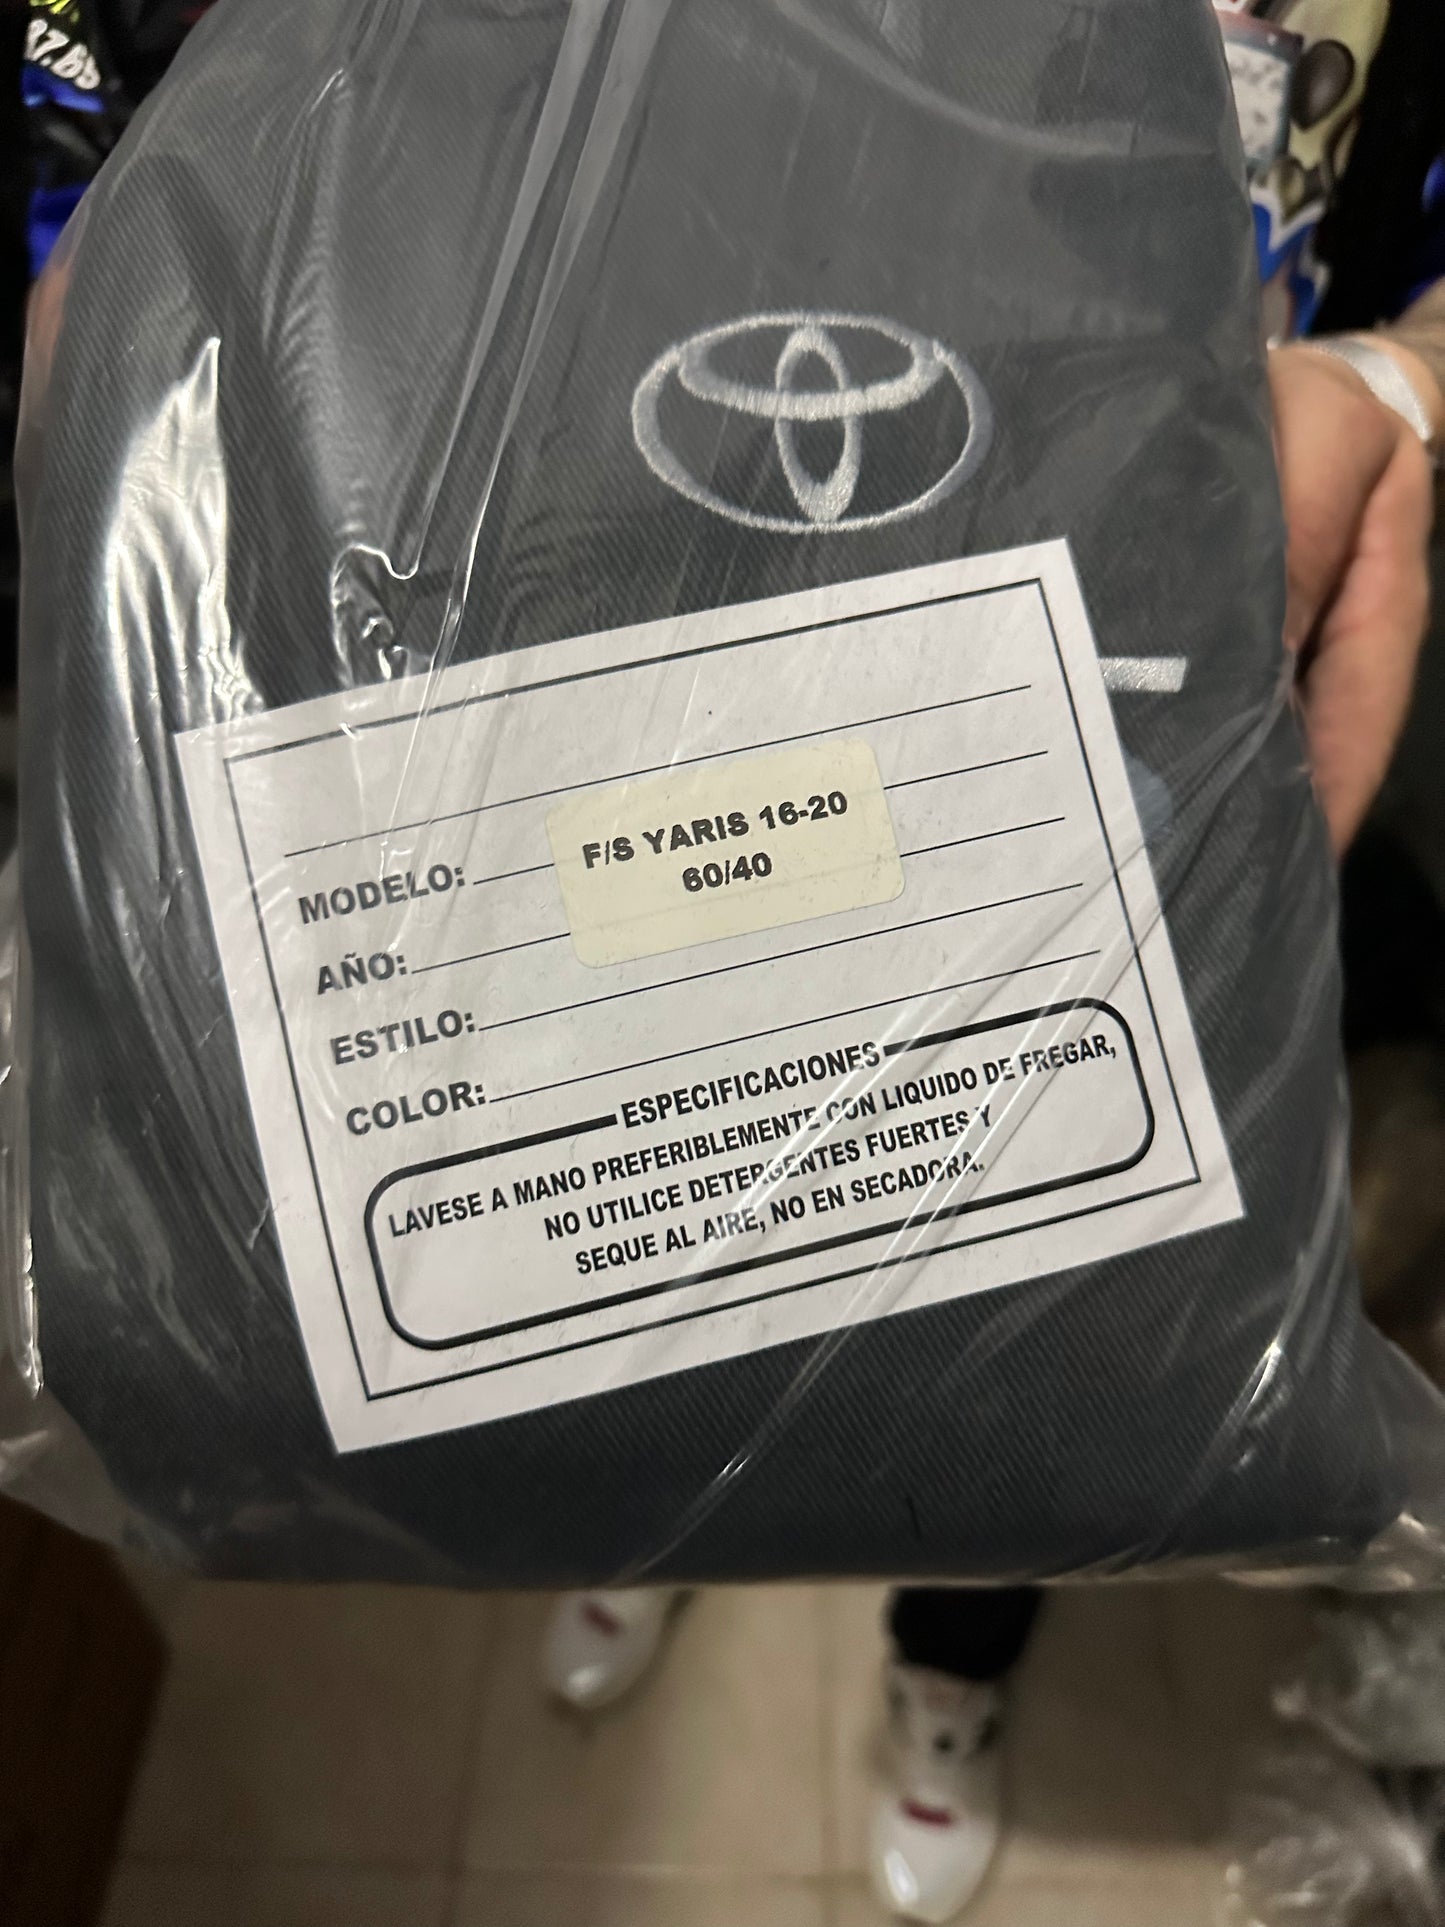 F/S YARIS 16-20
60/40
MODELO:
AÑO:
ESTILO:
COLOR:
ESPECIFICACIONES
LAVESE A MANO PREFERIBLEMENTE CON LIQUIDO DE FREGAR,
NO UTILICE DETERGENTES FUERTES Y
SEQUE AL AIRE, NO EN SECADORA.